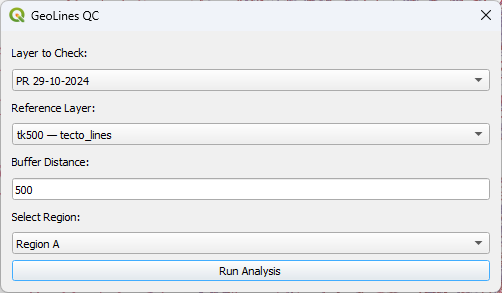 GeoLines QC
Layer to Check:
PR 29-10-2024
Reference Layer:
tk500 — tecto_lines
Buffer Distance:
500
Select Region:
Region A
Run Analysis